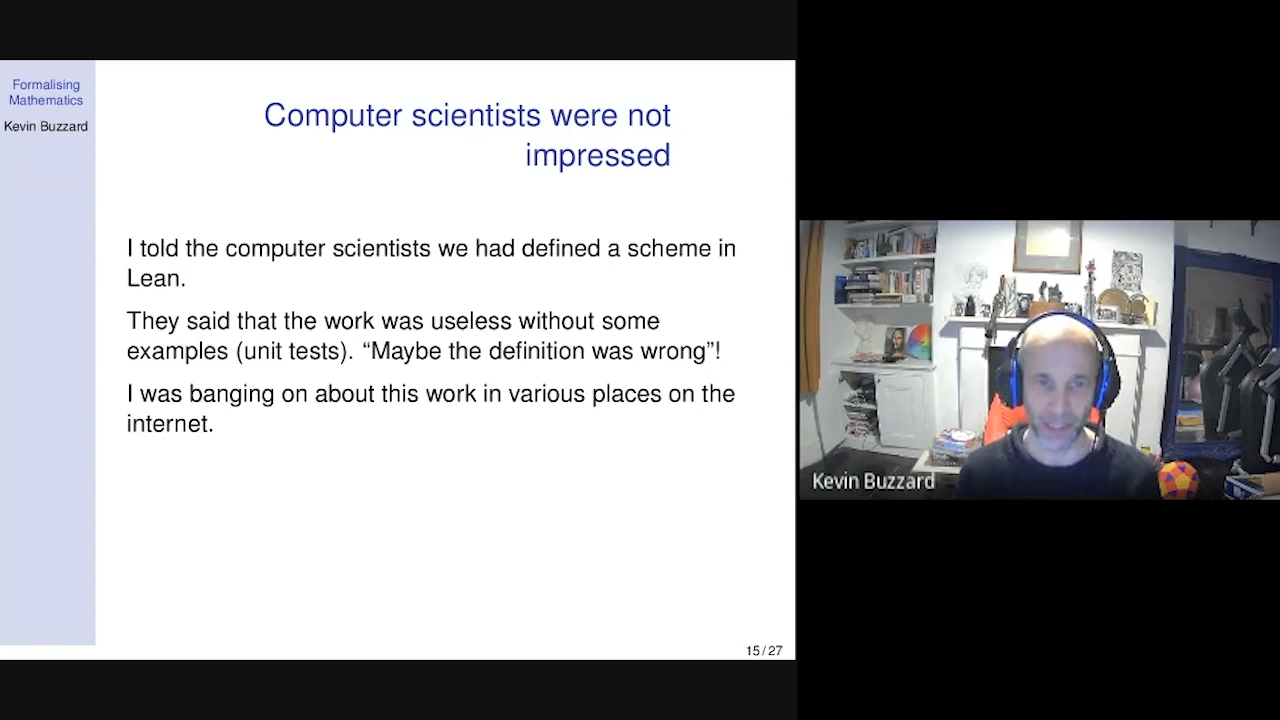 Formalising
Mathematics
Kevin Buzzard
Computer scientists were not
impressed
I told the computer scientists we had defined a scheme in
Lean.
They said that the work was useless without some
examples (unit tests). “Maybe the definition was wrong”!
I was banging on about this work in various places on the
internet.
15 / 27
Kevin Buzzard